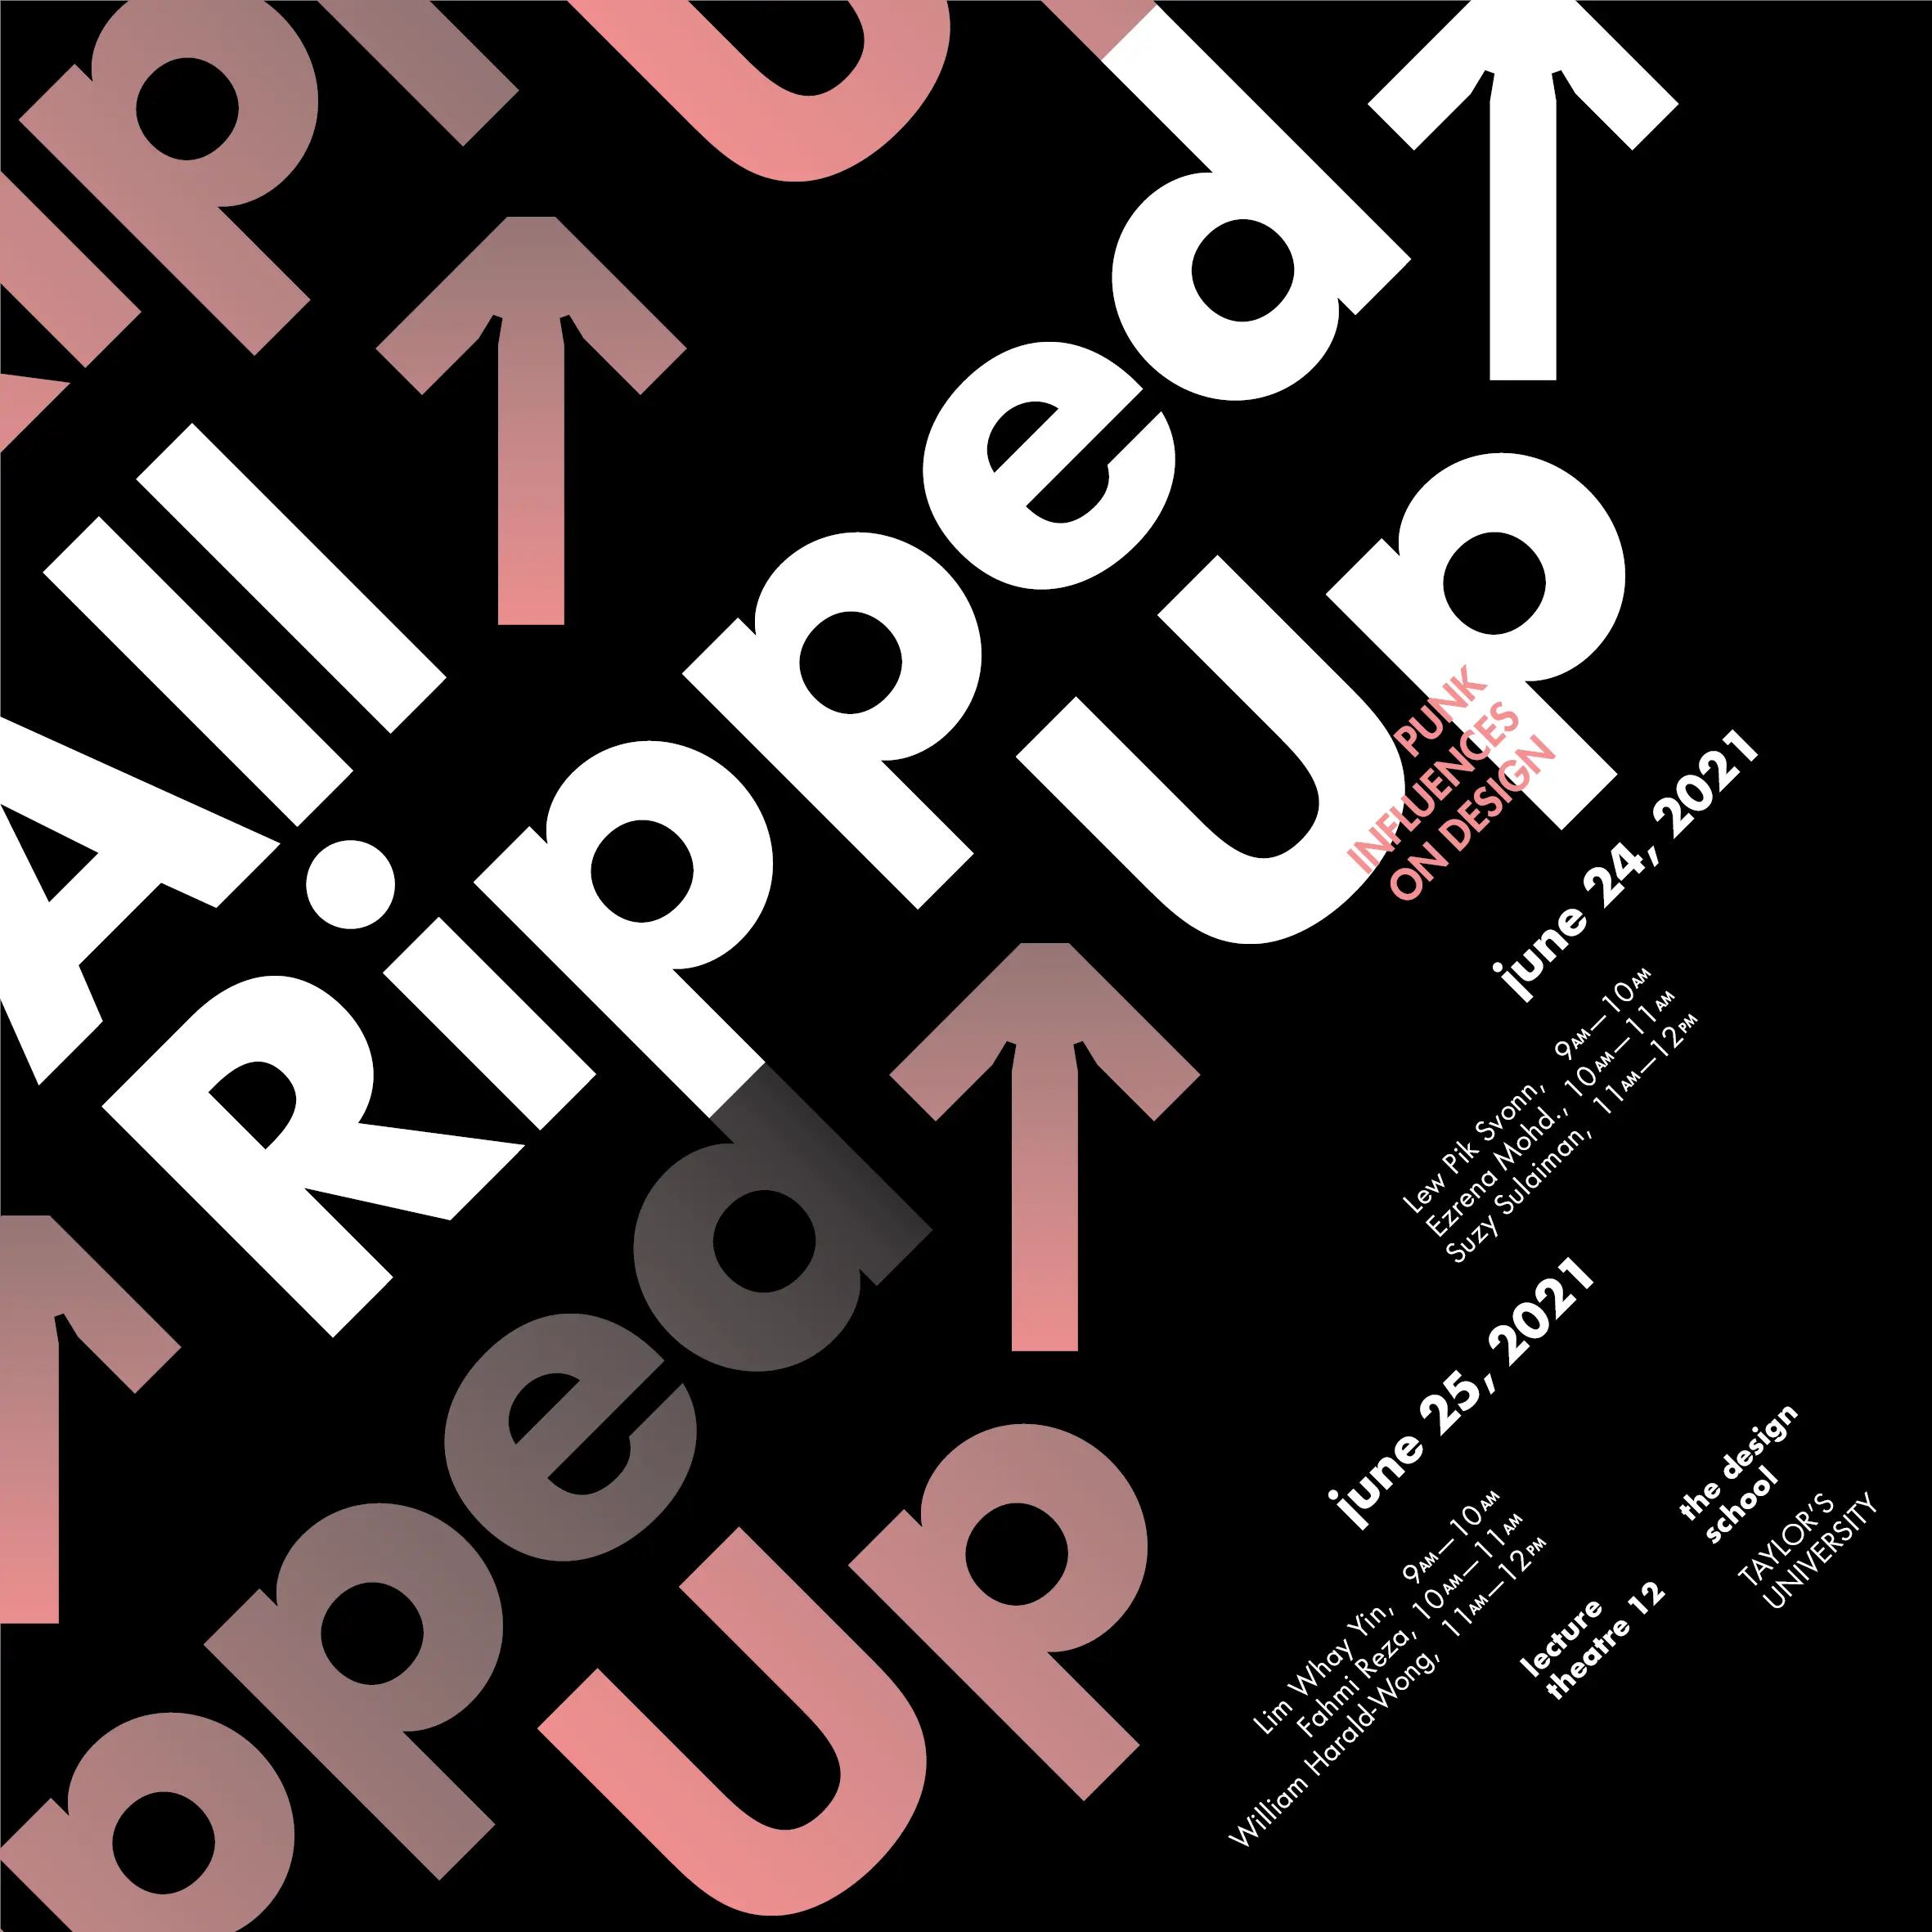 All
Ripped
Up
PUNK
INFLUENCES
ON DESIGN
june 24, 2021
Lew Pik Svonn, 9AM—10AM
Ezrena Mohd., 10AM—11AM
Suzy Sulaiman, 11AM—12PM
june 25, 2021
Lim Whay Yin, 9AM—10AM
Fahmi Reza, 10AM—11AM
William Harald-Wong, 11AM—12PM
the design
school
TAYLOR'S
UNIVERSITY
lecture
theatre 12
pped
Up
p
U